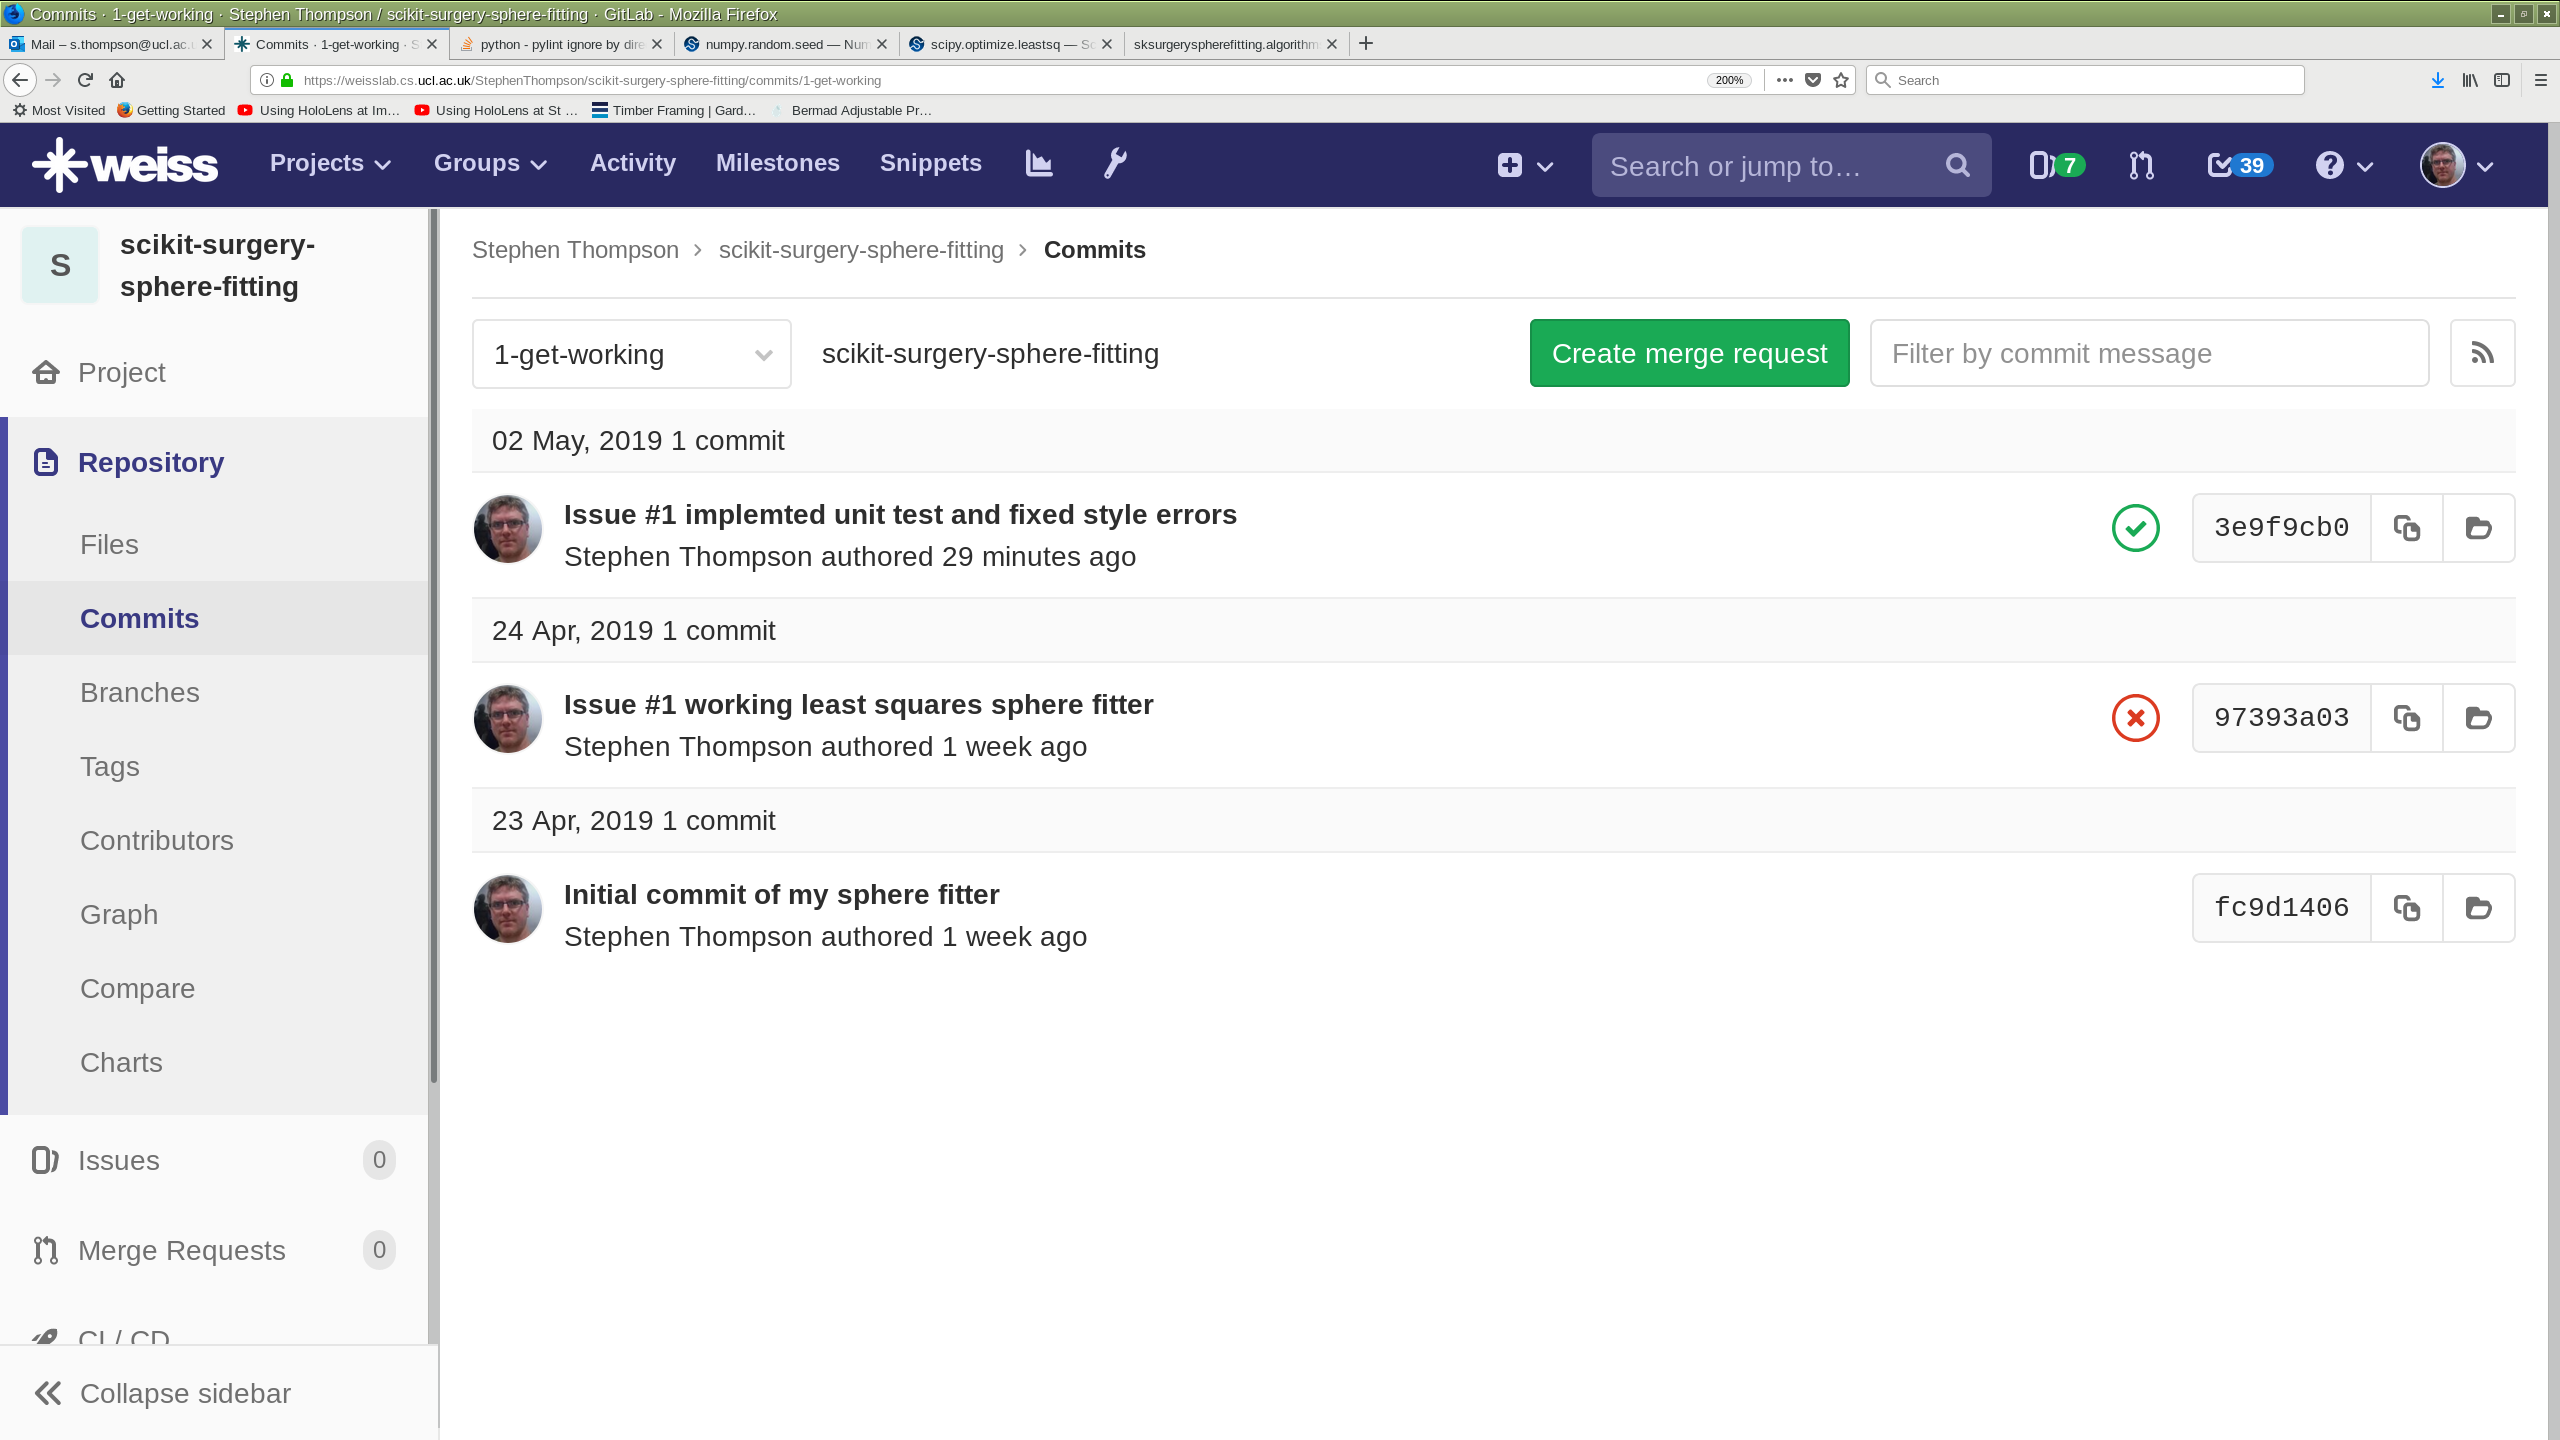 Commits · 1-get-working · Stephen Thompson / scikit-surgery-sphere-fitting · GitLab - Mozilla Firefox
Mail – s.thompson@ucl.ac.
Commits · 1-get-working · S
python - pylint ignore by dire
numpy.random.seed — Num
scipy.optimize.leastsq — Sc
sksurgeryspherefitting.algorithm
https://weisslab.cs.ucl.ac.uk/StephenThompson/scikit-surgery-sphere-fitting/commits/1-get-working
200%
Search
Most Visited
Getting Started
Using HoloLens at Im…
Using HoloLens at St …
Timber Framing | Gard…
Bermad Adjustable Pr…
weiss
Projects
Groups
Activity
Milestones
Snippets
Search or jump to…
7
39
S
scikit-surgery-
sphere-fitting
Project
Repository
Files
Commits
Branches
Tags
Contributors
Graph
Compare
Charts
Issues 0
Merge Requests 0
CI / CD
Collapse sidebar
Stephen Thompson › scikit-surgery-sphere-fitting › Commits
1-get-working
scikit-surgery-sphere-fitting
Create merge request
Filter by commit message
02 May, 2019 1 commit
Issue #1 implemted unit test and fixed style errors
Stephen Thompson authored 29 minutes ago
3e9f9cb0
24 Apr, 2019 1 commit
Issue #1 working least squares sphere fitter
Stephen Thompson authored 1 week ago
97393a03
23 Apr, 2019 1 commit
Initial commit of my sphere fitter
Stephen Thompson authored 1 week ago
fc9d1406